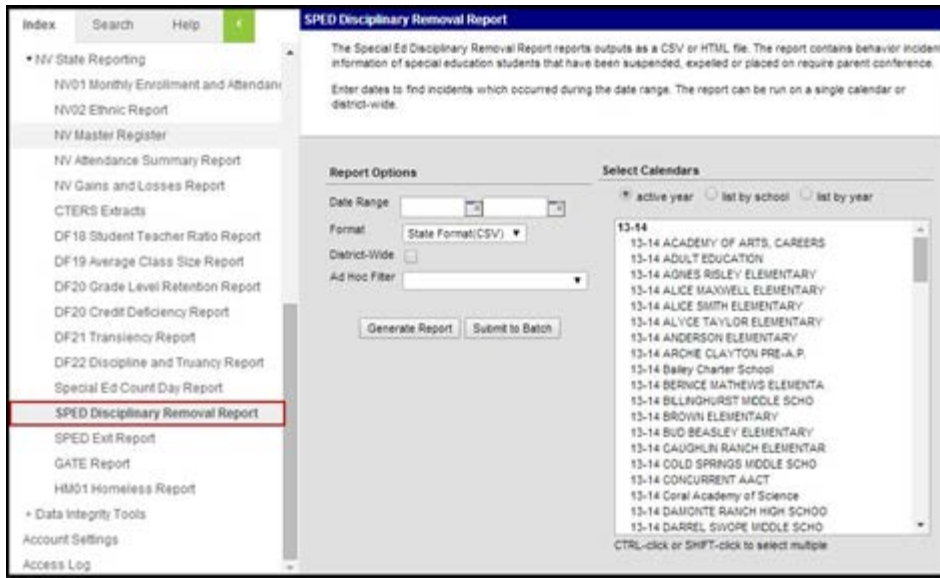 Index Search Help
▾ NV State Reporting
NV01 Monthly Enrollment and Attendan
NV02 Ethnic Report
NV Master Register
NV Attendance Summary Report
NV Gains and Losses Report
CTERS Extracts
DF18 Student Teacher Ratio Report
DF19 Average Class Size Report
DF20 Grade Level Retention Report
DF20 Credit Deficiency Report
DF21 Transiency Report
DF22 Discipline and Truancy Report
Special Ed Count Day Report
SPED Disciplinary Removal Report
SPED Exit Report
GATE Report
HM01 Homeless Report
+ Data Integrity Tools
Account Settings
Access Log
SPED Disciplinary Removal Report
The Special Ed Disciplinary Removal Report reports outputs as a CSV or HTML file. The report contains behavior inciden
information of special education students that have been suspended, expelled or placed on require parent conference.
Enter dates to find incidents which occurred during the date range. The report can be run on a single calendar or
district-wide.
Report Options
Date Range
Format State Format(CSV)
District-Wide
Ad Hoc Filter
Generate Report Submit to Batch
Select Calendars
active year list by school list by year
13-14
13-14 ACADEMY OF ARTS, CAREERS
13-14 ADULT EDUCATION
13-14 AGNES RISLEY ELEMENTARY
13-14 ALICE MAXWELL ELEMENTARY
13-14 ALICE SMITH ELEMENTARY
13-14 ALYCE TAYLOR ELEMENTARY
13-14 ANDERSON ELEMENTARY
13-14 ARCHIE CLAYTON PRE-A.P.
13-14 Bailey Charter School
13-14 BERNICE MATHEWS ELEMENTA
13-14 BILLINGHURST MIDDLE SCHO
13-14 BROWN ELEMENTARY
13-14 BUD BEASLEY ELEMENTARY
13-14 CAUGHLIN RANCH ELEMENTAR
13-14 COLD SPRINGS MIDDLE SCHO
13-14 CONCURRENT AACT
13-14 Coral Academy of Science
13-14 DAMONTE RANCH HIGH SCHOO
13-14 DARREL SWOPE MIDDLE SCHO
CTRL-click or SHIFT-click to select multiple